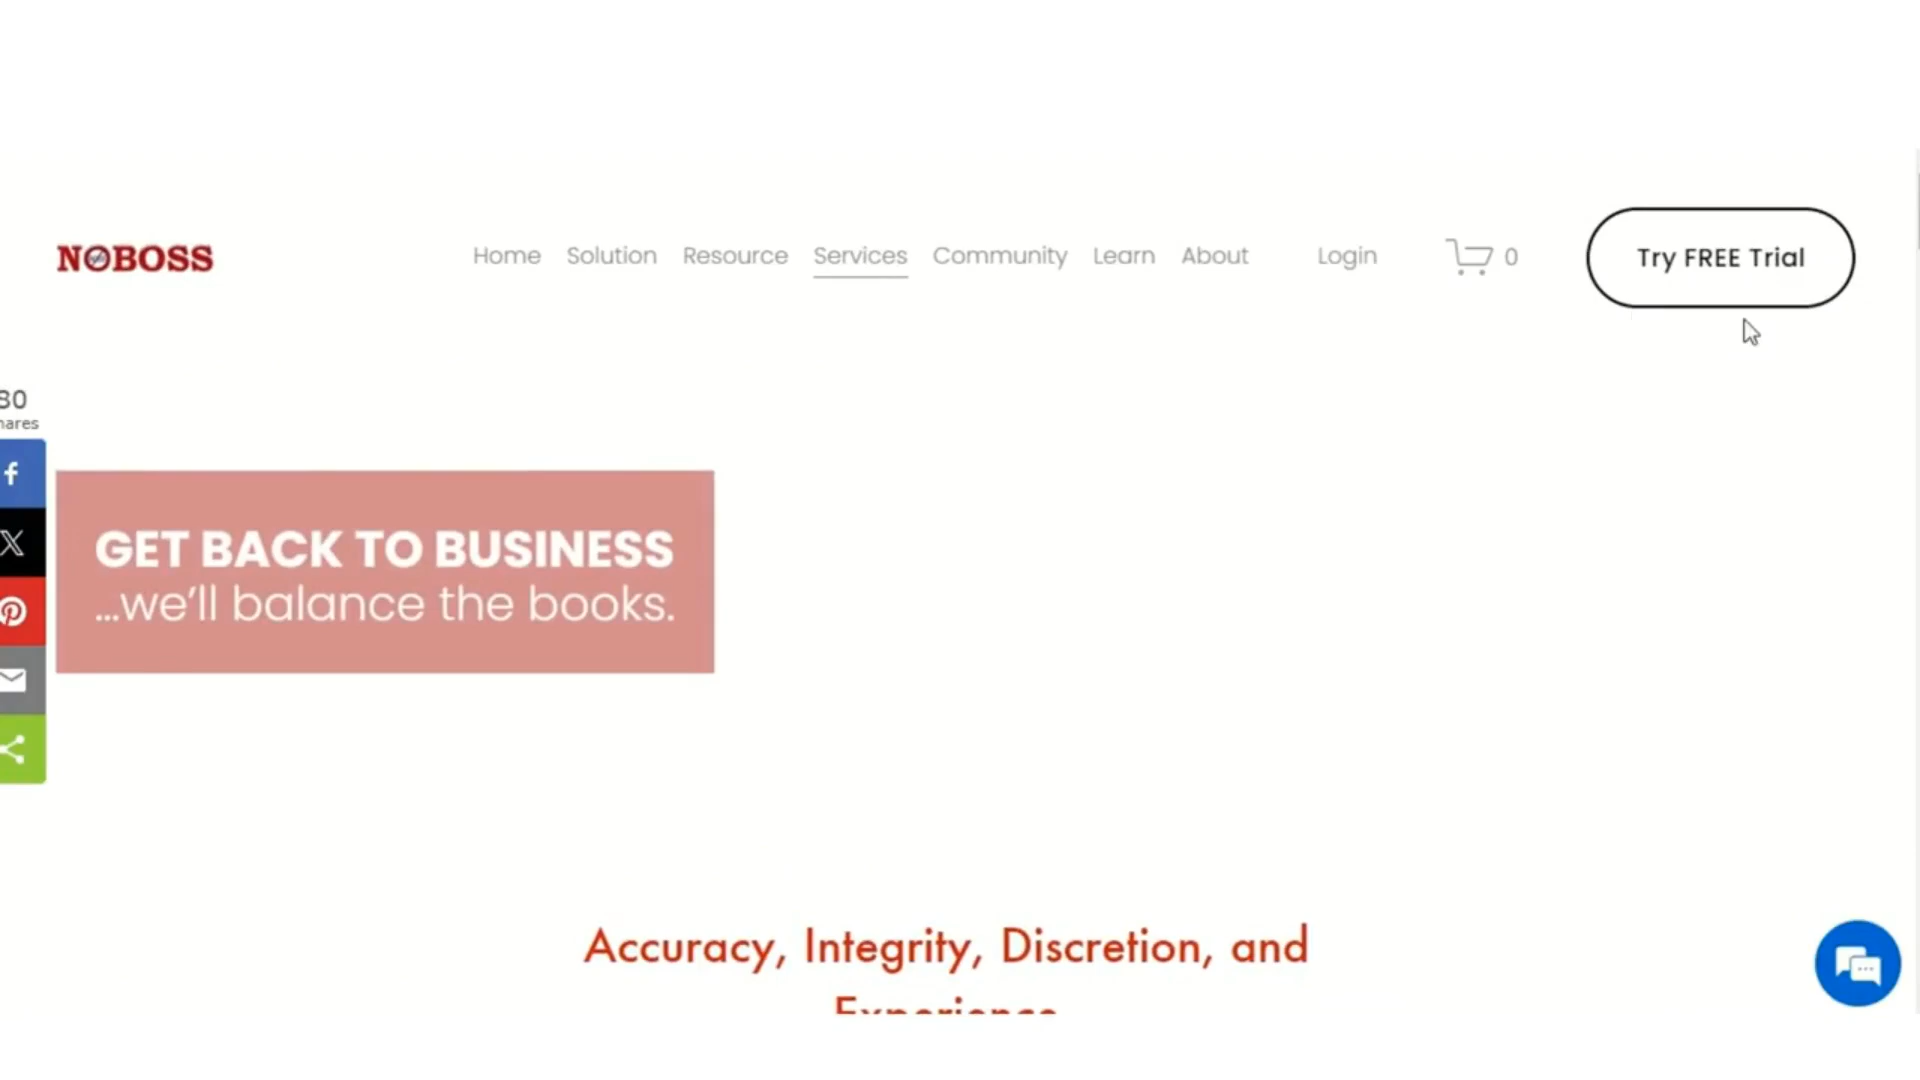 NOBOSS
Home Solution Resource Services Community Learn About Login 0 Try FREE Trial
GET BACK TO BUSINESS
...we'll balance the books.
Accuracy, Integrity, Discretion, and
Experience